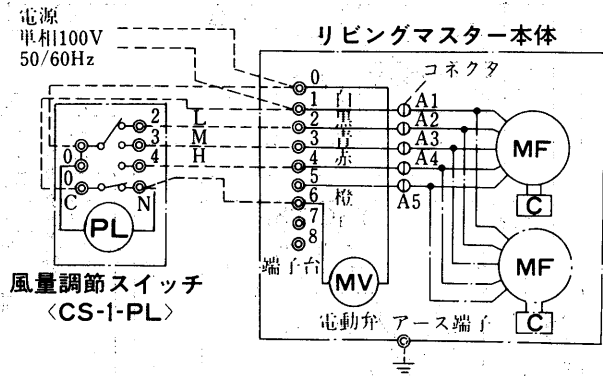 電源
単相100V
50/60Hz
リビングマスター本体
コネクタ
0
1
2
3
4
5
6
7
8
白
黒
青
赤
橙
端子台
A1
A2
A3
A4
A5
MF
C
MF
C
MV
電動弁
アース端子
L
M
H
2
3
4
0
0
C
N
PL
風量調節スイッチ
〈CS-1-PL〉